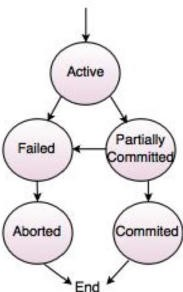 Active
Failed
Partially
Committed
Aborted
Commited
End